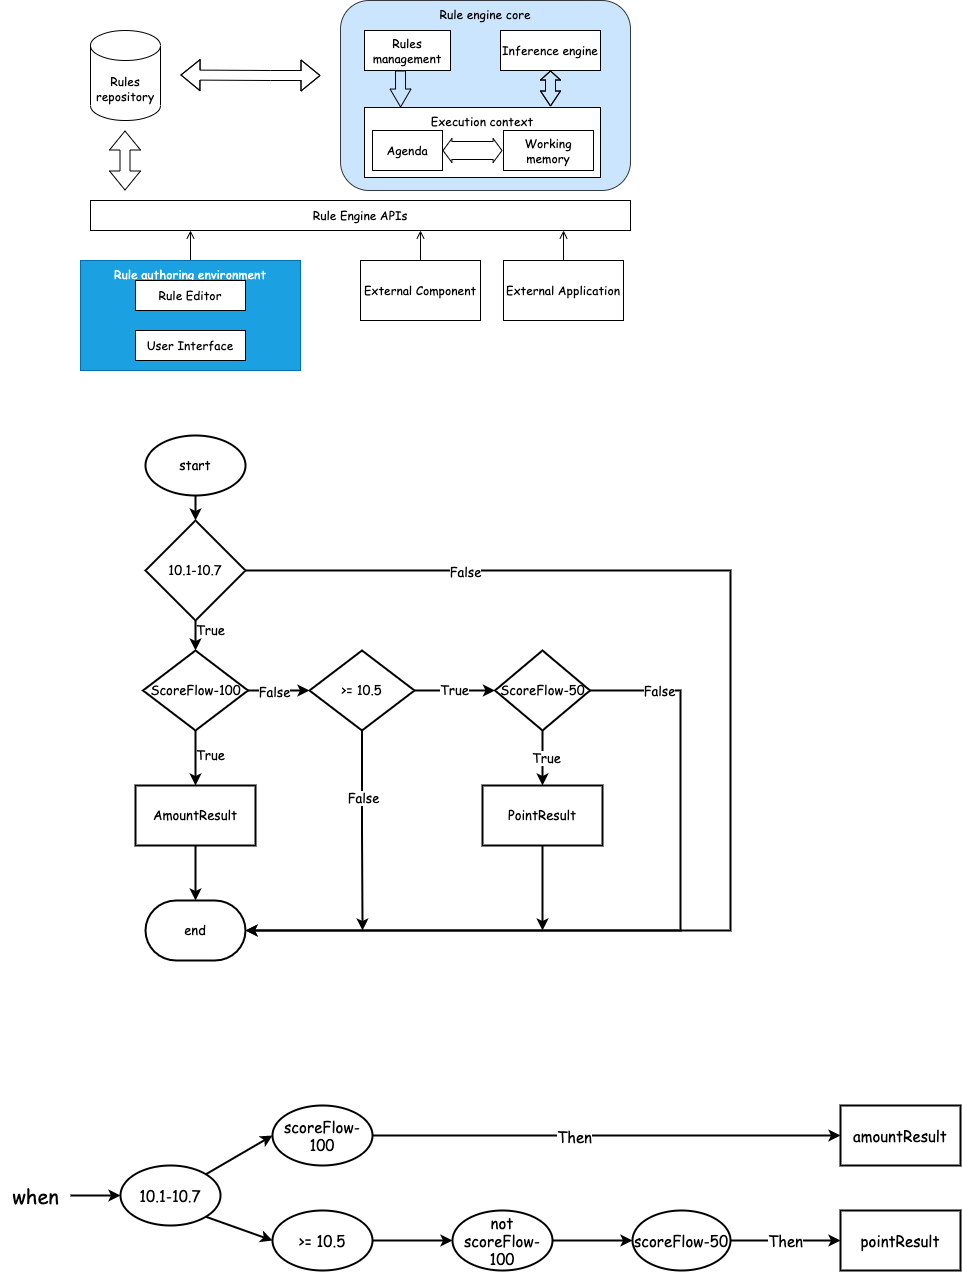 Rule engine core
Rules
repository
Rules
management
Inference engine
Execution context
Agenda
Working
memory
Rule Engine APIs
Rule authoring environment
Rule Editor
User Interface
External Component
External Application
start
10.1-10.7
False
True
ScoreFlow-100
False
>= 10.5
True
ScoreFlow-50
False
True
False
True
AmountResult
PointResult
end
scoreFlow-
100
Then
amountResult
when
10.1-10.7
>= 10.5
not
scoreFlow-
100
scoreFlow-50
Then
pointResult